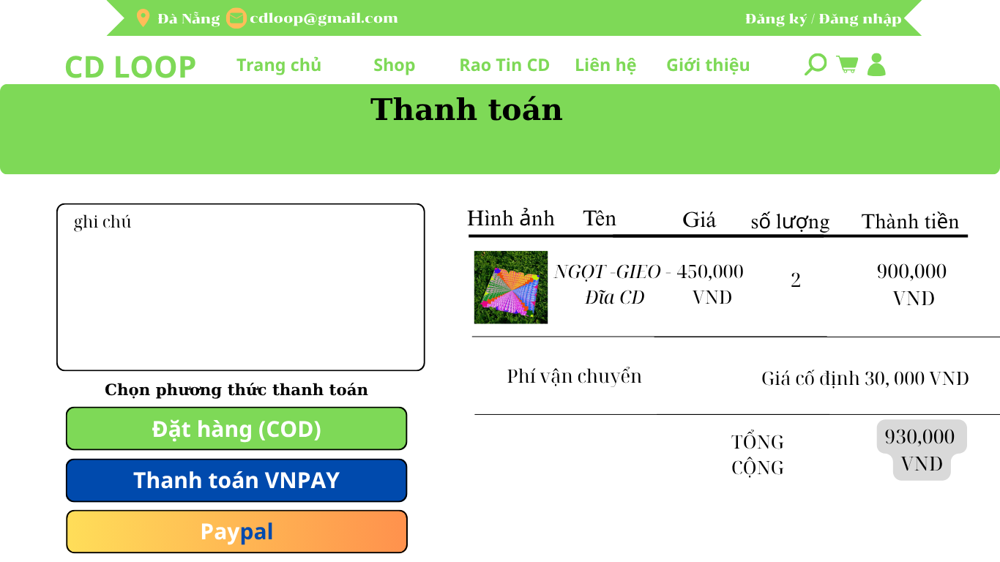 Đà Nẵng cdloop@gmail.com Đăng ký / Đăng nhập
CD LOOP Trang chủ Shop Rao Tin CD Liên hệ Giới thiệu
Thanh toán
ghi chú
Chọn phương thức thanh toán
Đặt hàng (COD)
Thanh toán VNPAY
Paypal
Hình ảnh Tên Giá số lượng Thành tiền
NGỌT -GIEO - 450,000 2 900,000
Đĩa CD VND VND
Phí vận chuyển Giá cố định 30, 000 VND
TỔNG 930,000
CỘNG VND